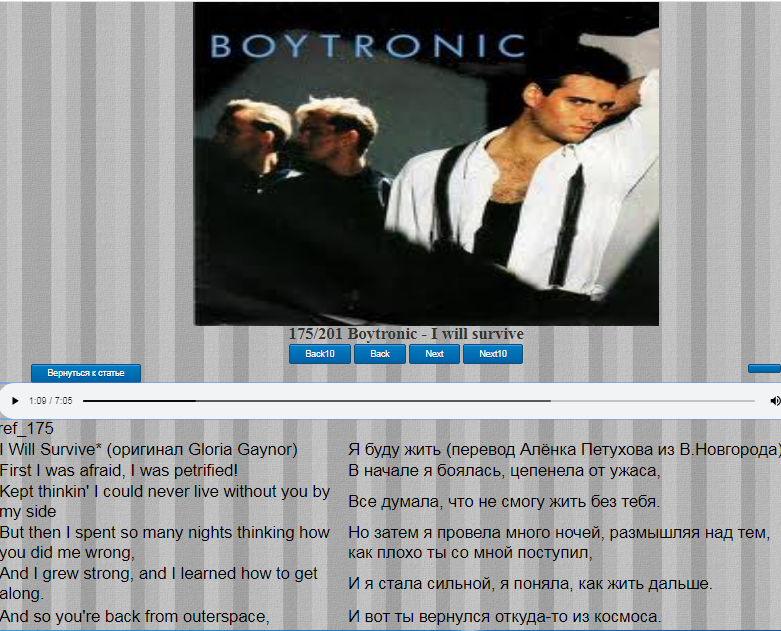 BOYTRONIC
175/201 Boytronic - I will survive
Back10 Back Next Next10
Вернуться к статье
1:09 / 7:05
ref_175
I Will Survive* (оригинал Gloria Gaynor)
Я буду жить (перевод Алёнка Петухова из В.Новгорода)
First I was afraid, I was petrified!
В начале я боялась, цепенела от ужаса,
Kept thinkin' I could never live without you by
my side
Все думала, что не смогу жить без тебя.
But then I spent so many nights thinking how
you did me wrong,
Но затем я провела много ночей, размышляя над тем,
как плохо ты со мной поступил,
And I grew strong, and I learned how to get
along.
И я стала сильной, я поняла, как жить дальше.
And so you're back from outerspace,
И вот ты вернулся откуда-то из космоса.